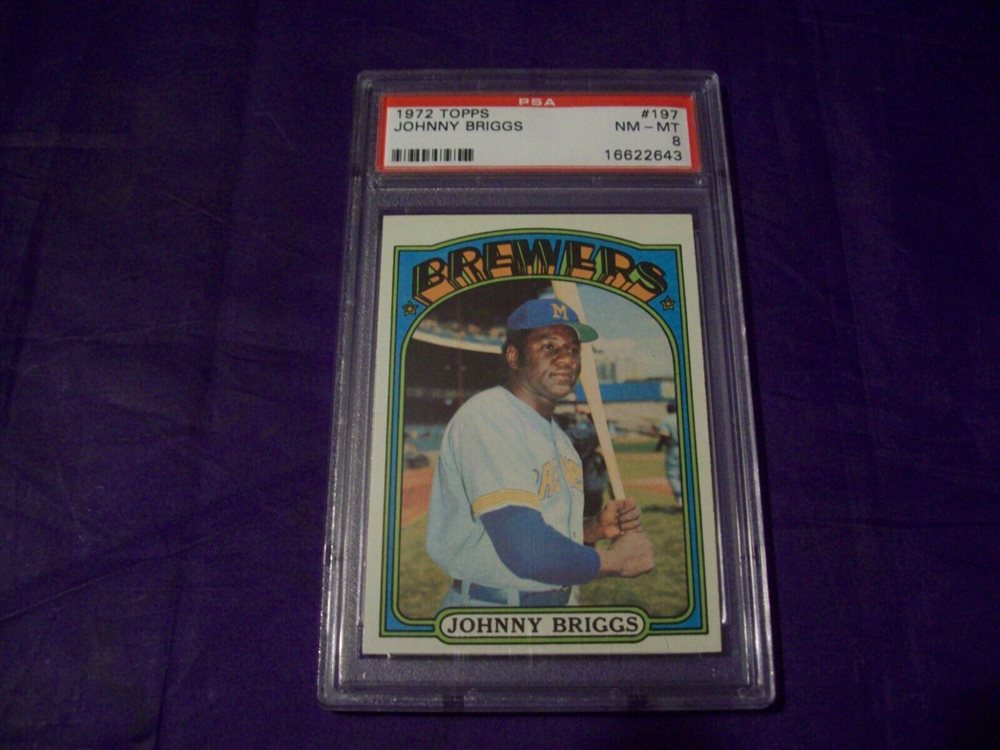 PSA
1972 TOPPS #197
JOHNNY BRIGGS NM - MT
8
16622643
BREWERS
M
JOHNNY BRIGGS